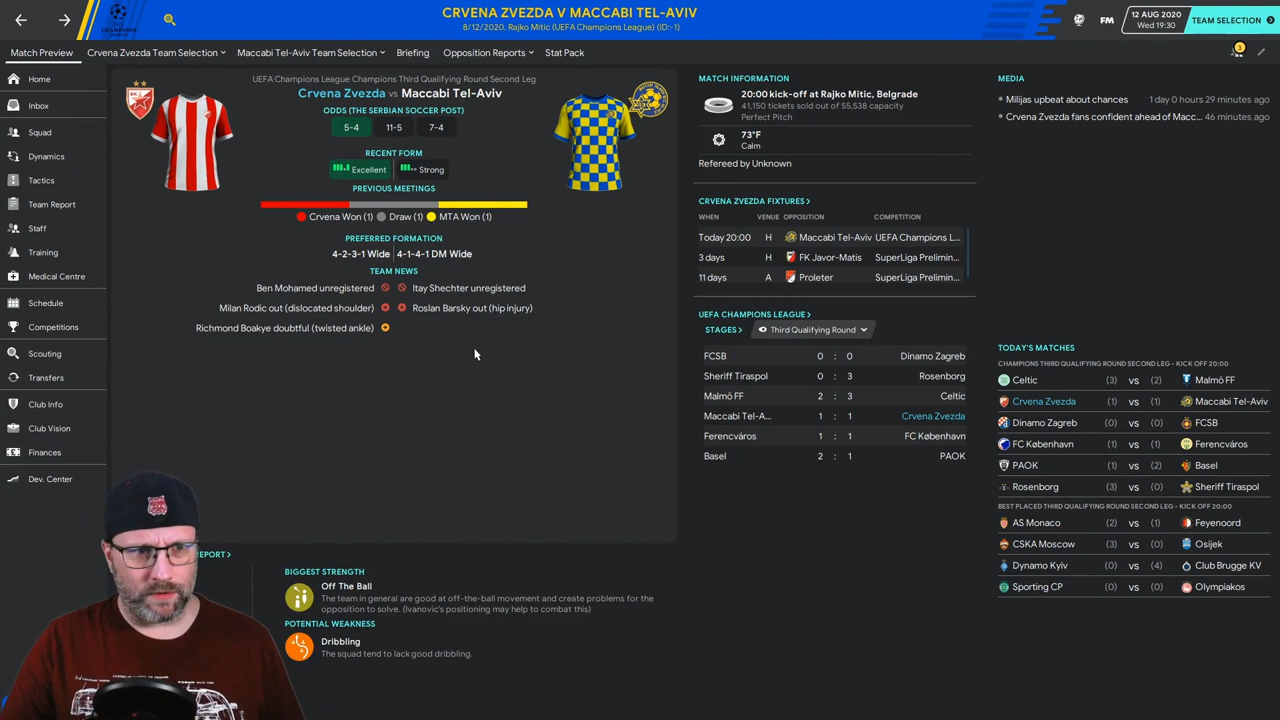 CRVENA ZVEZDA V MACCABI TEL-AVIV
8/12/2020, Rajko Mitic (UEFA Champions League) (ID:-1)
FM
12 AUG 2020
Wed 19:30
TEAM SELECTION
Match Preview
Crvena Zvezda Team Selection
Maccabi Tel-Aviv Team Selection
Briefing
Opposition Reports
Stat Pack
3
Home
Inbox
Squad
Dynamics
Tactics
Team Report
Staff
Training
Medical Centre
Schedule
Competitions
Scouting
Transfers
Club Info
Club Vision
Finances
Dev. Center
UEFA Champions League Champions Third Qualifying Round Second Leg
Crvena Zvezda vs Maccabi Tel-Aviv
ODDS (THE SERBIAN SOCCER POST)
5-4 11-5 7-4
RECENT FORM
Excellent Strong
PREVIOUS MEETINGS
Crvena Won (1) Draw (1) MTA Won (1)
PREFERRED FORMATION
4-2-3-1 Wide 4-1-4-1 DM Wide
TEAM NEWS
Ben Mohamed unregistered Itay Shechter unregistered
Milan Rodic out (dislocated shoulder) Roslan Barsky out (hip injury)
Richmond Boakye doubtful (twisted ankle)
REPORT
BIGGEST STRENGTH
Off The Ball
The team in general are good at off-the-ball movement and create problems for the
opposition to solve. (Ivanovic's positioning may help to combat this)
POTENTIAL WEAKNESS
Dribbling
The squad tend to lack good dribbling.
MATCH INFORMATION
20:00 kick-off at Rajko Mitic, Belgrade
41,150 tickets sold out of 55,538 capacity
Perfect Pitch
73°F
Calm
Refereed by Unknown
CRVENA ZVEZDA FIXTURES
WHEN VENUE OPPOSITION COMPETITION
Today 20:00 H Maccabi Tel-Aviv UEFA Champions L...
3 days H FK Javor-Matis SuperLiga Prelimin...
11 days A Proleter SuperLiga Prelimin...
UEFA CHAMPIONS LEAGUE
STAGES Third Qualifying Round
FCSB 0 : 0 Dinamo Zagreb
Sheriff Tiraspol 0 : 3 Rosenborg
Malmö FF 2 : 3 Celtic
Maccabi Tel-A... 1 : 1 Crvena Zvezda
Ferencváros 1 : 1 FC København
Basel 2 : 1 PAOK
MEDIA
Milijas upbeat about chances 1 day 0 hours 29 minutes ago
Crvena Zvezda fans confident ahead of Macc... 46 minutes ago
TODAY'S MATCHES
CHAMPIONS THIRD QUALIFYING ROUND SECOND LEG - KICK OFF 20:00
Celtic (3) vs (2) Malmö FF
Crvena Zvezda (1) vs (1) Maccabi Tel-Aviv
Dinamo Zagreb (0) vs (0) FCSB
FC København (1) vs (1) Ferencváros
PAOK (1) vs (2) Basel
Rosenborg (3) vs (0) Sheriff Tiraspol
BEST PLACED THIRD QUALIFYING ROUND SECOND LEG - KICK OFF 20:00
AS Monaco (2) vs (1) Feyenoord
CSKA Moscow (3) vs (0) Osijek
Dynamo Kyiv (0) vs (4) Club Brugge KV
Sporting CP (0) vs (0) Olympiakos